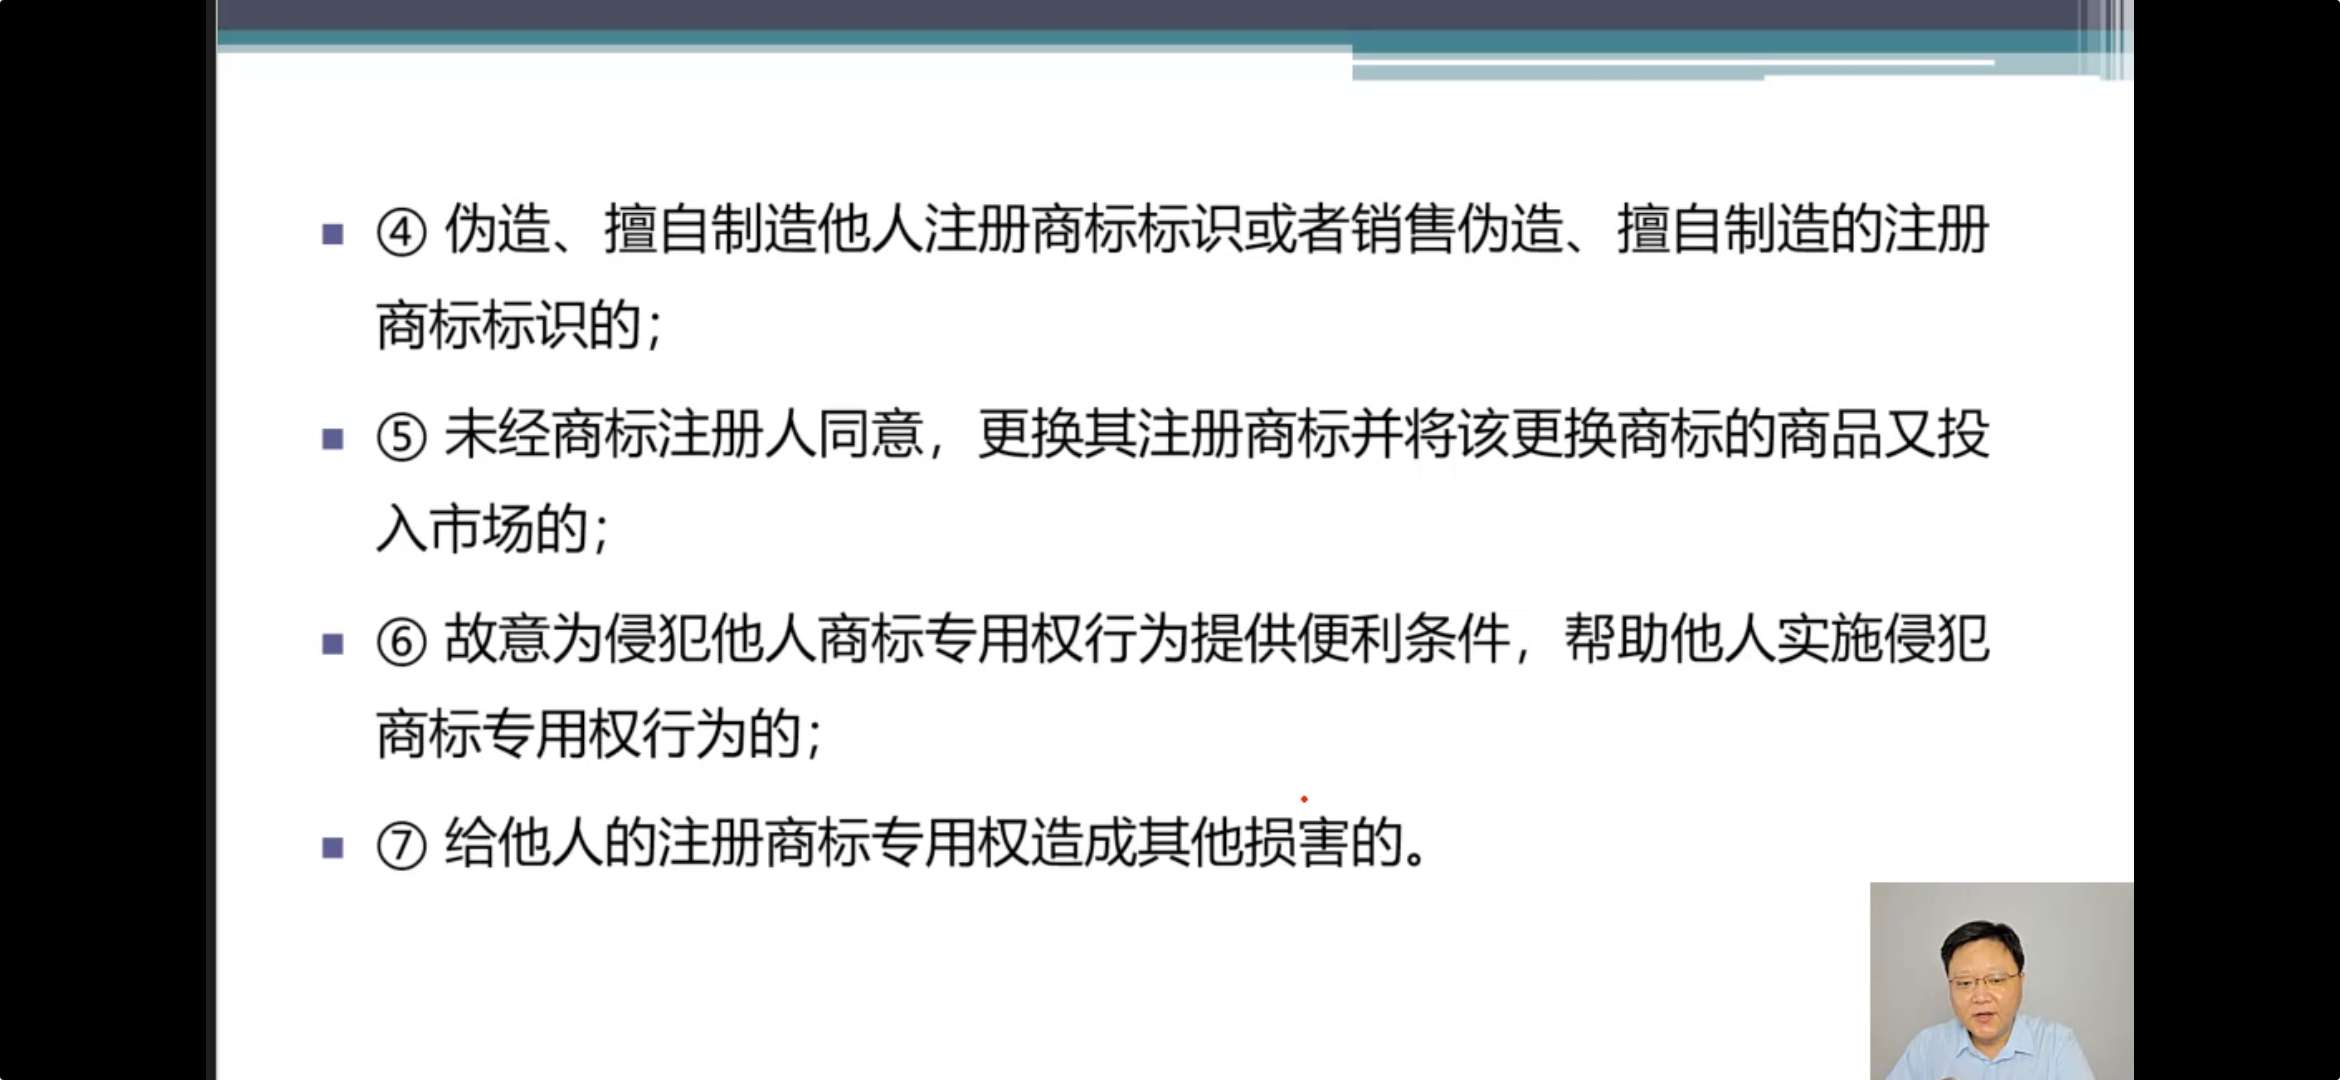 ④ 伪造、擅自制造他人注册商标标识或者销售伪造、擅自制造的注册
商标标识的；
⑤ 未经商标注册人同意，更换其注册商标并将该更换商标的商品又投
入市场的；
⑥ 故意为侵犯他人商标专用权行为提供便利条件，帮助他人实施侵犯
商标专用权行为的；
⑦ 给他人的注册商标专用权造成其他损害的。